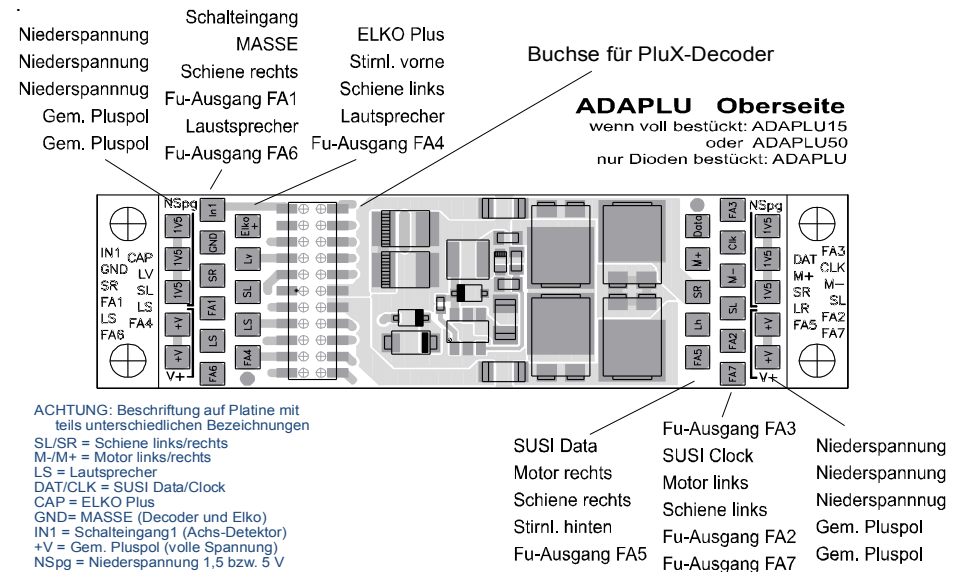 .
Niederspannung
Niederspannung
Niederspannnug
Gem. Pluspol
Gem. Pluspol
Schalteingang
MASSE
Schiene rechts
Fu-Ausgang FA1
Laustsprecher
Fu-Ausgang FA6
ELKO Plus
Stirnl. vorne
Schiene links
Lautsprecher
Fu-Ausgang FA4
Buchse für PluX-Decoder
ADAPLU Oberseite
wenn voll bestückt: ADAPLU15
oder ADAPLU50
nur Dioden bestückt: ADAPLU
IN1 CAP
GND LV
SR SL
FA1 LS
LS FA4
FA6
NSpg
1V5
1V5
1V5
+V
+V
V+
In1
GND
SR
FA1
LS
FA6
Elko +
Lv
SL
LS
FA4
Data
M+
SR
Lh
FA5
FA3
Clk
M-
SL
FA2
FA7
NSpg
1V5
1V5
1V5
+V
+V
V+
DAT FA3
M+ CLK
SR M-
LR SL
FA5 FA2
FA7
ACHTUNG: Beschriftung auf Platine mit
teils unterschiedlichen Bezeichnungen
SL/SR = Schiene links/rechts
M-/M+ = Motor links/rechts
LS = Lautsprecher
DAT/CLK = SUSI Data/Clock
CAP = ELKO Plus
GND= MASSE (Decoder und Elko)
IN1 = Schalteingang1 (Achs-Detektor)
+V = Gem. Pluspol (volle Spannung)
NSpg = Niederspannung 1,5 bzw. 5 V
SUSI Data
Motor rechts
Schiene rechts
Stirnl. hinten
Fu-Ausgang FA5
Fu-Ausgang FA3
SUSI Clock
Motor links
Schiene links
Fu-Ausgang FA2
Fu-Ausgang FA7
Niederspannung
Niederspannung
Niederspannnug
Gem. Pluspol
Gem. Pluspol